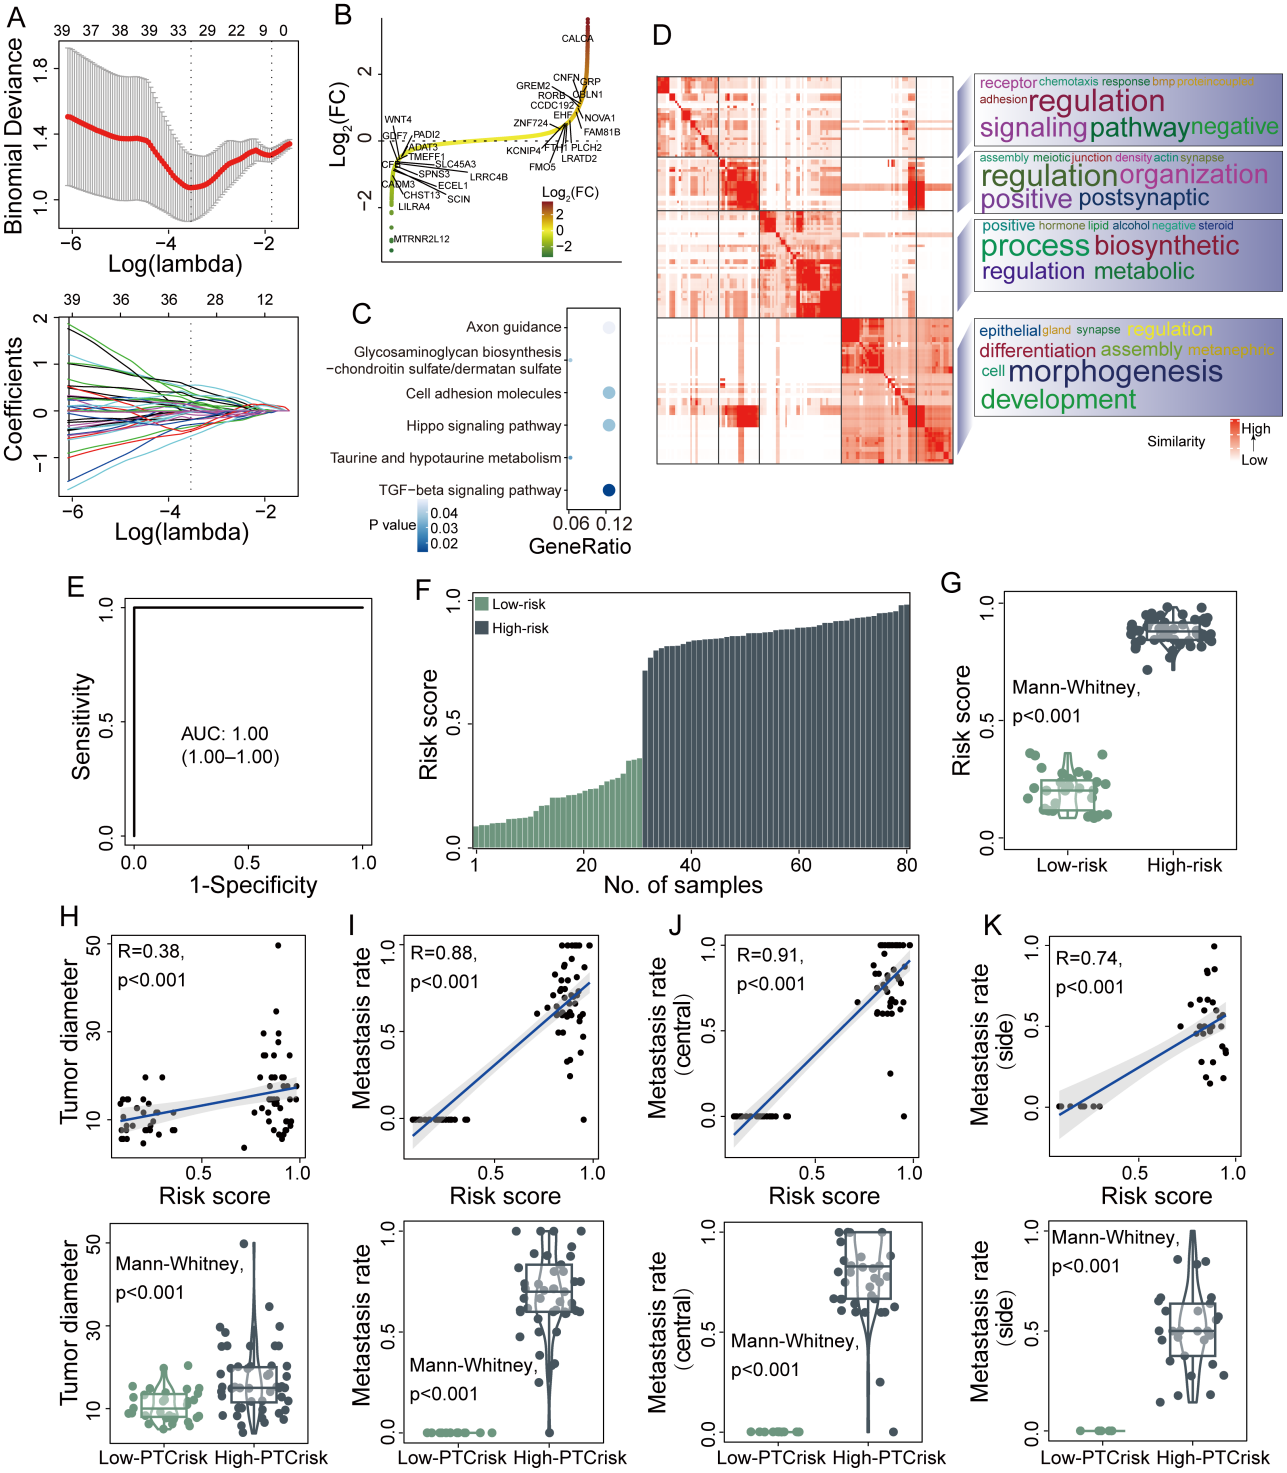 A
39 37 38 39 33 29 22 9 0
Binomial Deviance
1.8
1.4
1.0
−6 −4 −2
Log(lambda)
39 36 36 28 12
Coefficients
2
1
0
−1
−6 −4 −2
Log(lambda)
B
Log2(FC)
2
0
−2
CALCA
CNFN
GRP
GREM2
RORB
CBLN1
CCDC192
EHF
NOVA1
ZNF724
FAM81B
KCNIP4
FTH1
PLCH2
LRATD2
FMO5
WNT4
GDF7
PADI2
ADAT3
TMEFF1
CFB
SLC45A3
SPNS3
LRRC4B
CADM3
ECEL1
CHST13
SCIN
LILRA4
MTRNR2L12
Log2(FC)
2
0
−2
C
Axon guidance
Glycosaminoglycan biosynthesis
−chondroitin sulfate/dermatan sulfate
Cell adhesion molecules
Hippo signaling pathway
Taurine and hypotaurine metabolism
TGF−beta signaling pathway
P value
0.04
0.03
0.02
0.06 0.12
GeneRatio
D
receptor chemotaxis response bmp protein coupled
adhesion regulation
signaling pathway negative
assembly meiotic junction density actin synapse
regulation organization
positive postsynaptic
positive hormone lipid alcohol negative steroid
process biosynthetic
regulation metabolic
epithelial gland synapse regulation
differentiation assembly metanephric
cell morphogenesis
development
Similarity
High
Low
E
Sensitivity
1.0
0.5
0.0
AUC: 1.00
(1.00–1.00)
0.0 0.5 1.0
1-Specificity
F
Risk score
1.0
0.5
0.0
Low-risk
High-risk
1 20 40 60 80
No. of samples
G
Risk score
1.0
0.5
0.0
Mann-Whitney,
p<0.001
Low-risk High-risk
H
Tumor diameter
50
30
10
R=0.38,
p<0.001
0.5 1.0
Risk score
Tumor diameter
50
30
10
Mann-Whitney,
p<0.001
Low-PTCrisk High-PTCrisk
I
Metastasis rate
1.0
0.5
0.0
R=0.88,
p<0.001
0.5 1.0
Risk score
Metastasis rate
1.0
0.5
0.0
Mann-Whitney,
p<0.001
Low-PTCrisk High-PTCrisk
J
Metastasis rate
(central)
1.0
0.5
0.0
R=0.91,
p<0.001
0.5 1.0
Risk score
Metastasis rate
(central)
1.0
0.5
0.0
Mann-Whitney,
p<0.001
Low-PTCrisk High-PTCrisk
K
Metastasis rate
(side)
1.0
0.5
0.0
R=0.74,
p<0.001
0.5 1.0
Risk score
Metastasis rate
(side)
1.0
0.5
0.0
Mann-Whitney,
p<0.001
Low-PTCrisk High-PTCrisk